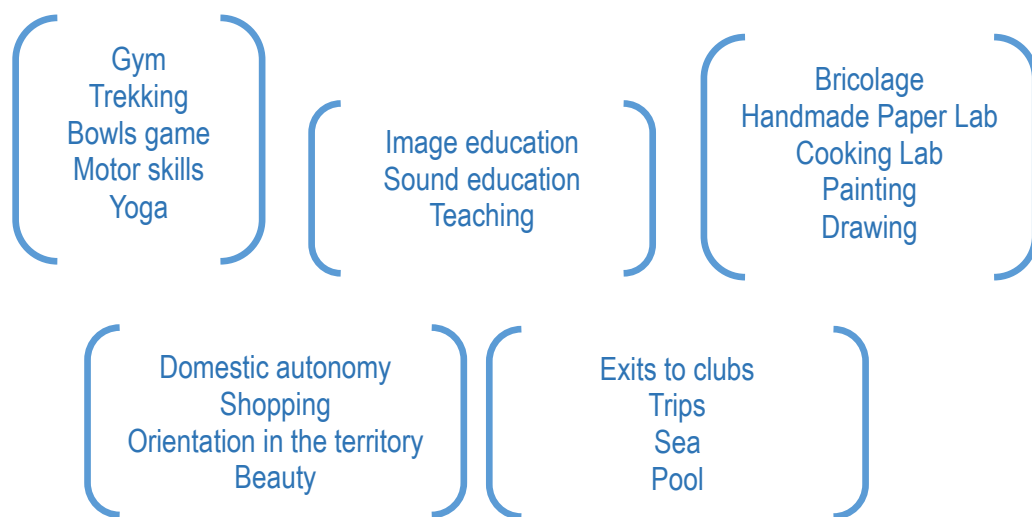 Gym
Trekking
Bowls game
Motor skills
Yoga
Image education
Sound education
Teaching
Bricolage
Handmade Paper Lab
Cooking Lab
Painting
Drawing
Domestic autonomy
Shopping
Orientation in the territory
Beauty
Exits to clubs
Trips
Sea
Pool